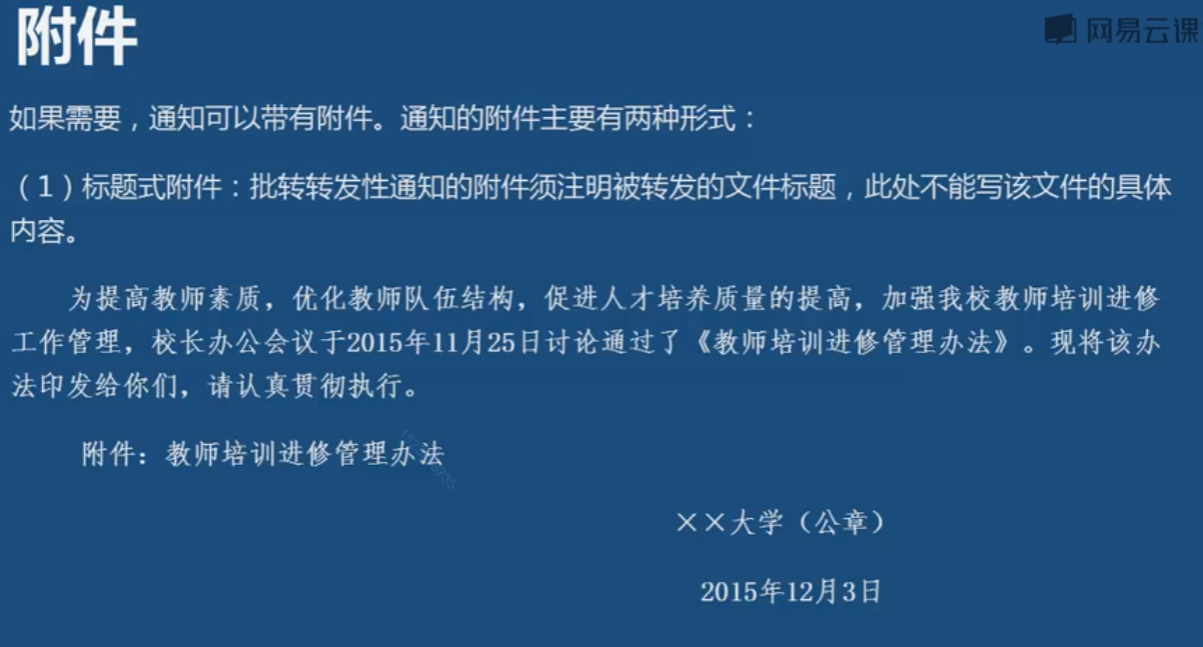 附件
网易云课
如果需要，通知可以带有附件。通知的附件主要有两种形式：
（1）标题式附件：批转转发性通知的附件须注明被转发的文件标题，此处不能写该文件的具体
内容。
为提高教师素质，优化教师队伍结构，促进人才培养质量的提高，加强我校教师培训进修
工作管理，校长办公会议于2015年11月25日讨论通过了《教师培训进修管理办法》。现将该办
法印发给你们，请认真贯彻执行。
附件：教师培训进修管理办法
××大学（公章）
2015年12月3日